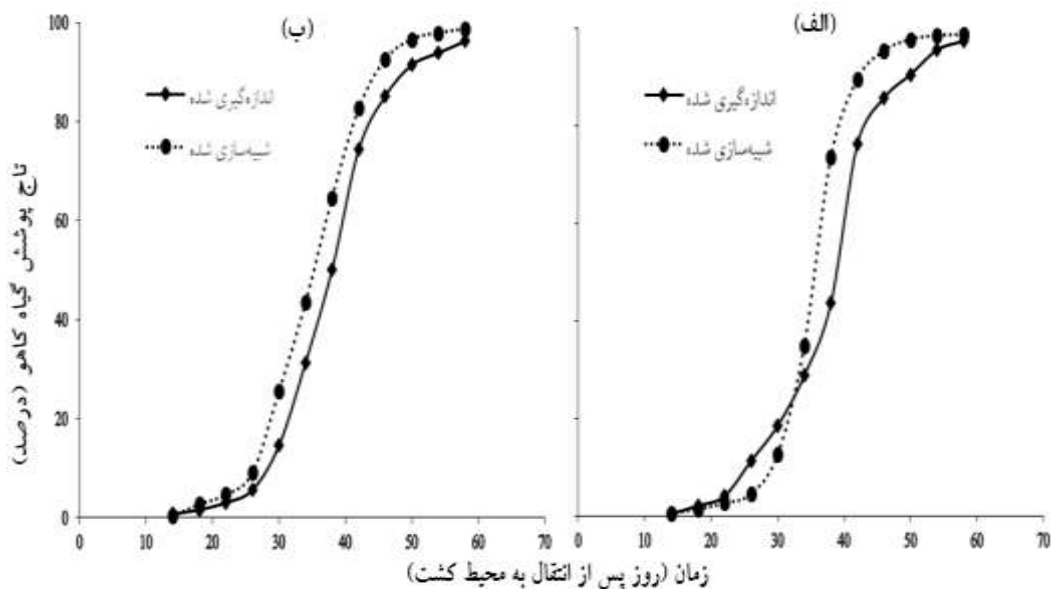 (الف)
(ب)
اندازه‌گیری شده
شبیه‌سازی شده
اندازه‌گیری شده
شبیه‌سازی شده
تاج پوشش گیاه کاهو (درصد)
100
80
60
40
20
0
0 10 20 30 40 50 60 70
0 10 20 30 40 50 60 70
زمان (روز پس از انتقال به محیط کشت)